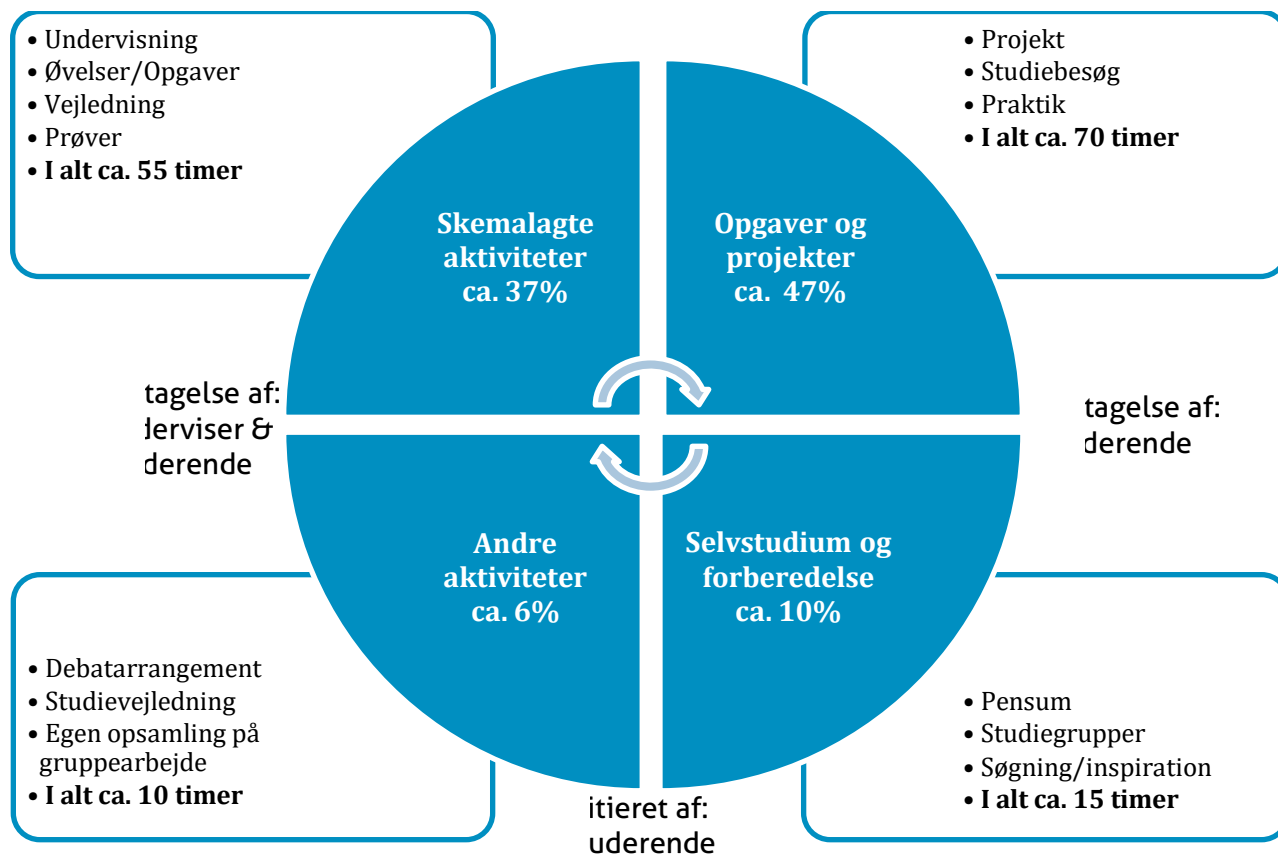 • Undervisning
• Øvelser/Opgaver
• Vejledning
• Prøver
• I alt ca. 55 timer
• Projekt
• Studiebesøg
• Praktik
• I alt ca. 70 timer
Skemalagte
aktiviteter
ca. 37%
Opgaver og
projekter
ca. 47%
tagelse af:
derviser &
derende
tagelse af:
derende
Andre
aktiviteter
ca. 6%
Selvstudium og
forberedelse
ca. 10%
• Debatarrangement
• Studievejledning
• Egen opsamling på
gruppearbejde
• I alt ca. 10 timer
• Pensum
• Studiegrupper
• Søgning/inspiration
• I alt ca. 15 timer
itieret af:
uderende